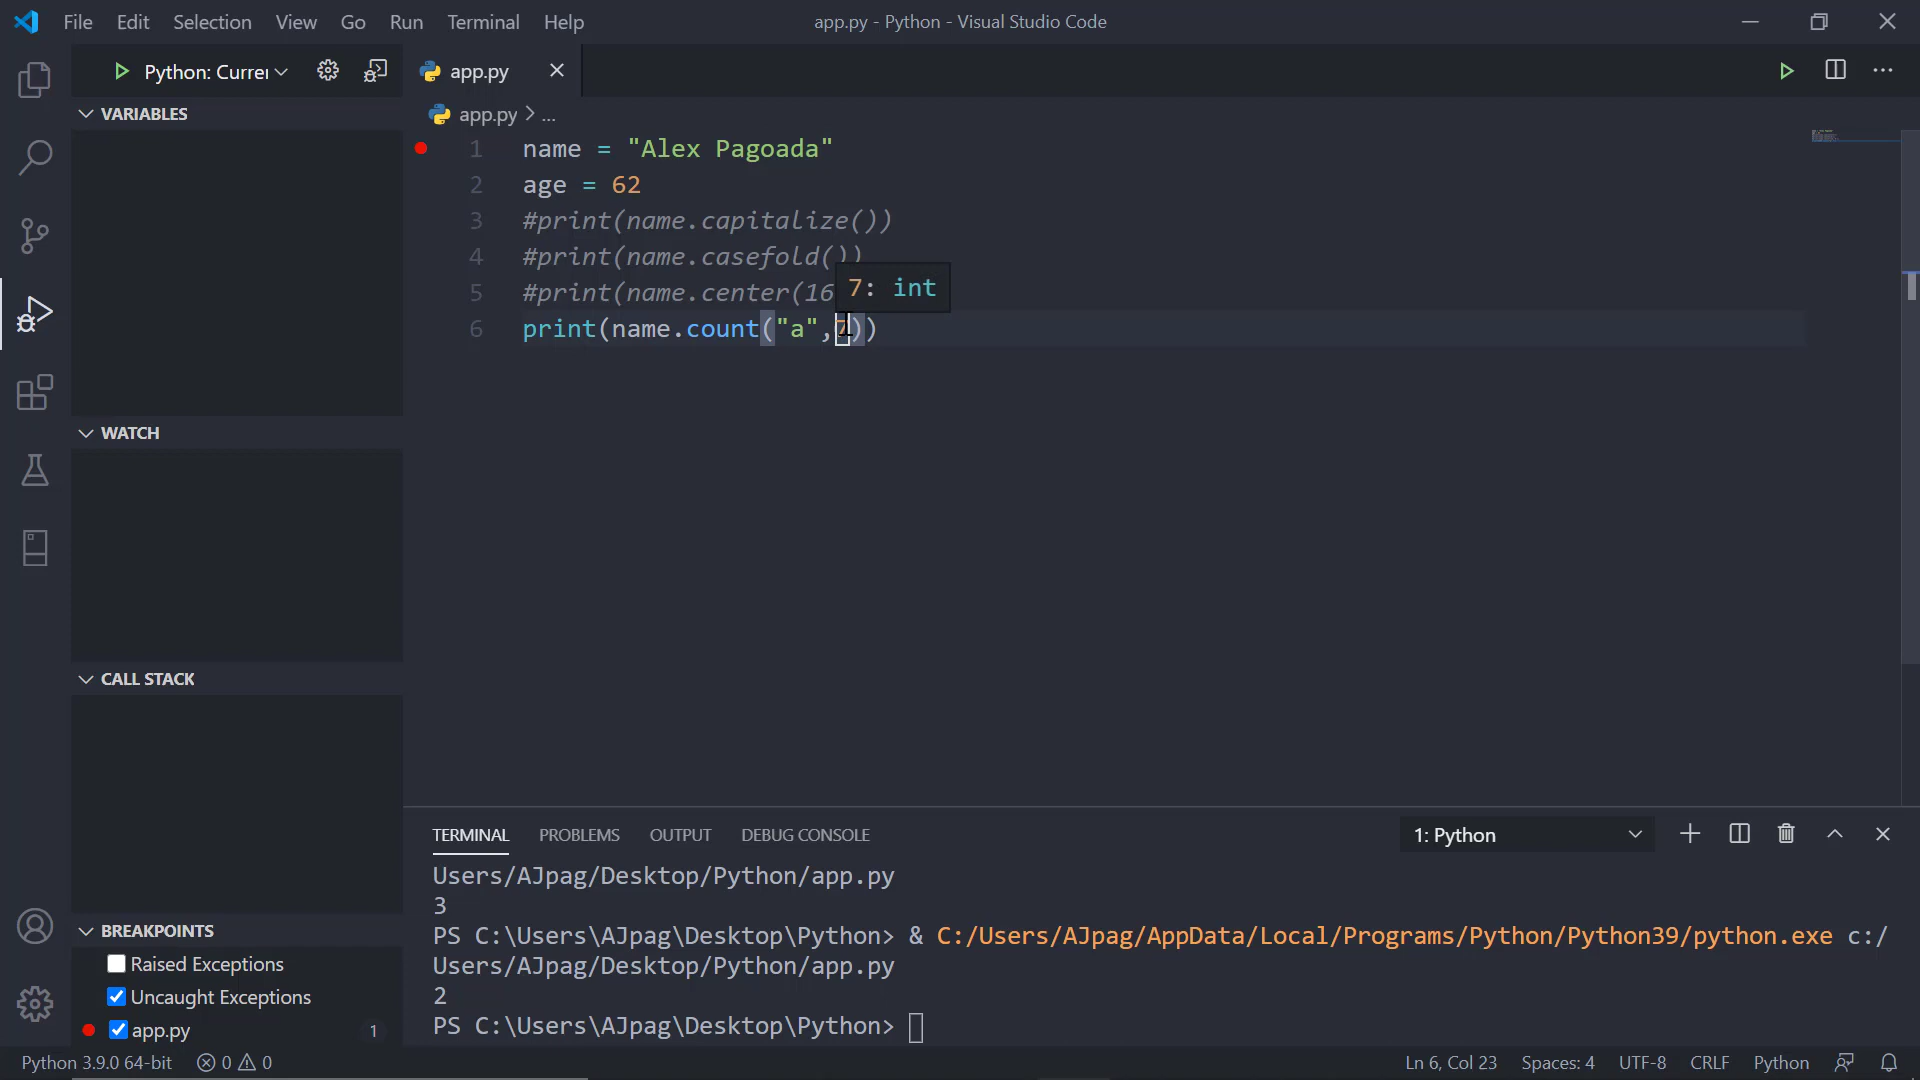 File Edit Selection View Go Run Terminal Help
app.py - Python - Visual Studio Code
Python: Currer
app.py
VARIABLES
app.py > ...
1 name = "Alex Pagoada"
2 age = 62
3 #print(name.capitalize())
4 #print(name.casefold())
7: int
5 #print(name.center(16
6 print(name.count("a",7))
WATCH
CALL STACK
BREAKPOINTS
Raised Exceptions
Uncaught Exceptions
app.py 1
TERMINAL PROBLEMS OUTPUT DEBUG CONSOLE
1: Python
Users/AJpag/Desktop/Python/app.py
3
PS C:\Users\AJpag\Desktop\Python> & C:/Users/AJpag/AppData/Local/Programs/Python/Python39/python.exe c:/
Users/AJpag/Desktop/Python/app.py
2
PS C:\Users\AJpag\Desktop\Python>
Python 3.9.0 64-bit 0 0
Ln 6, Col 23 Spaces: 4 UTF-8 CRLF Python